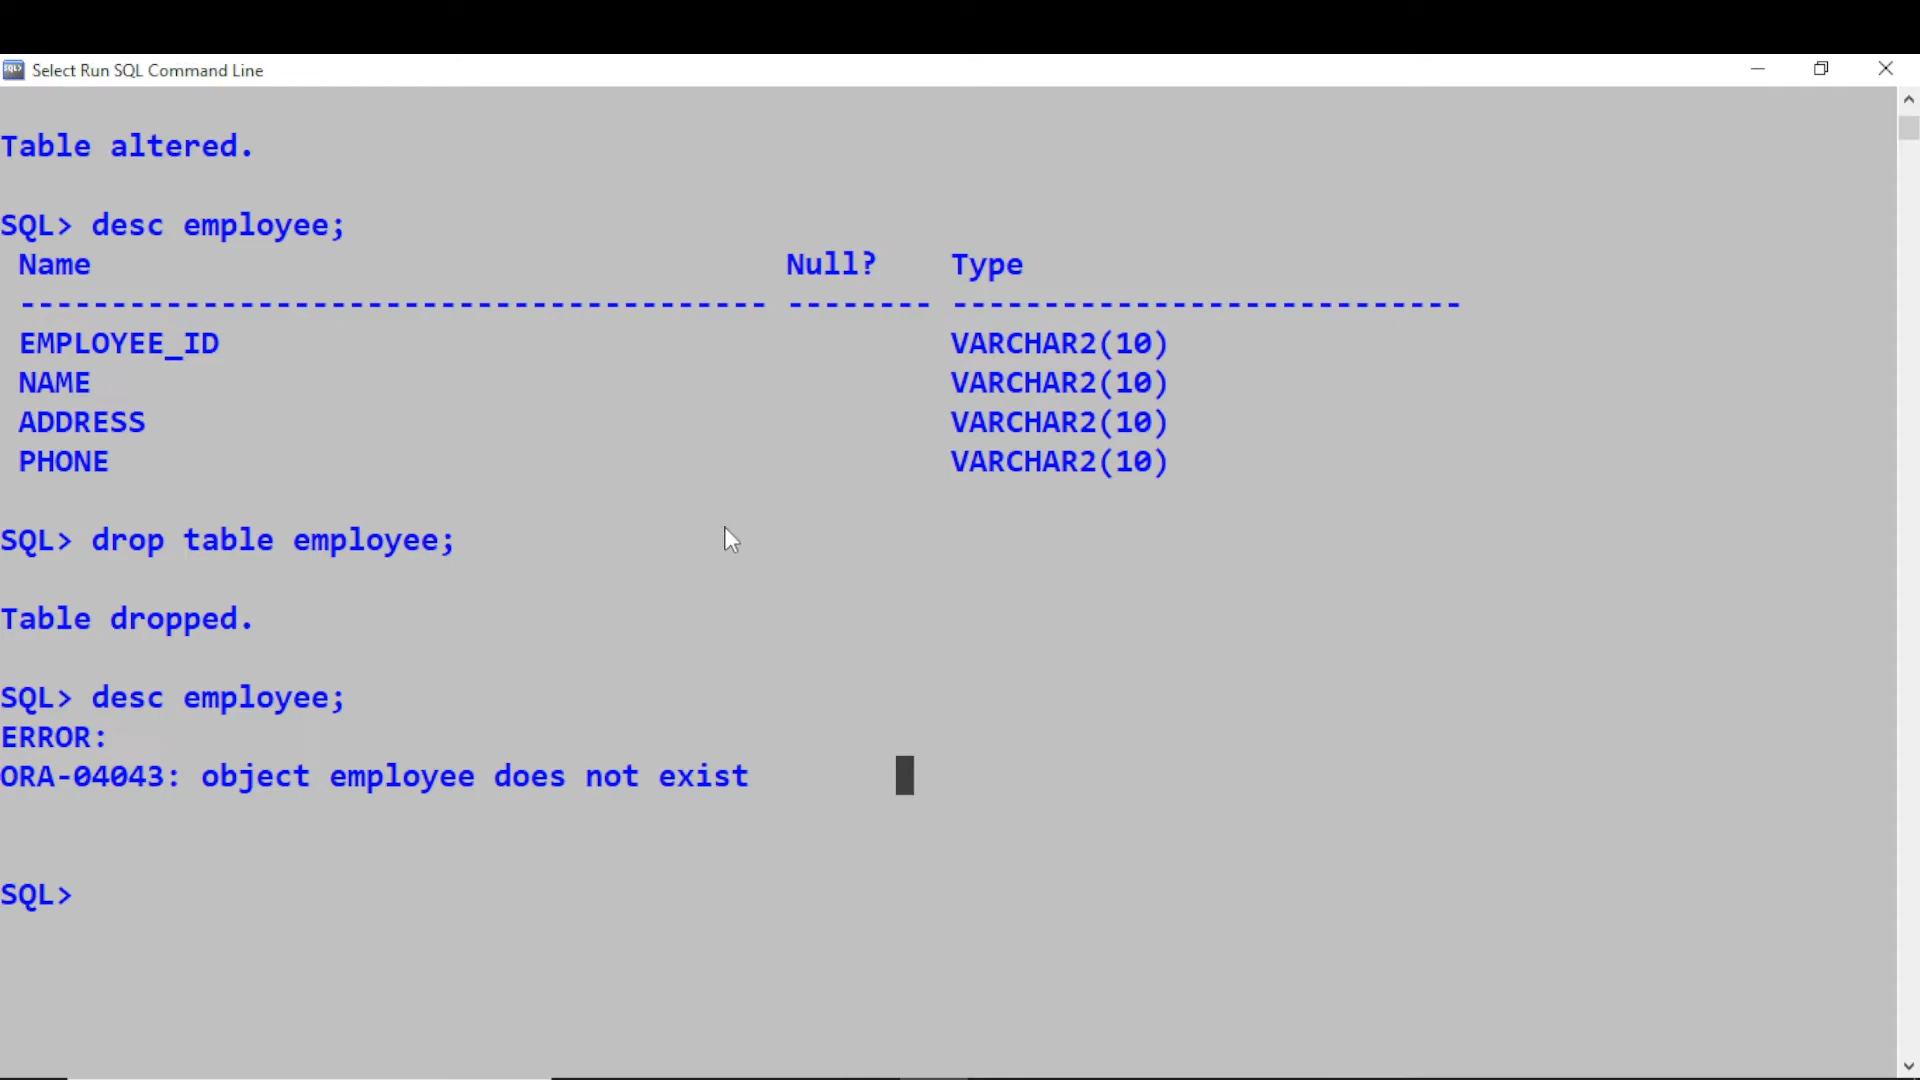 Select Run SQL Command Line
Table altered.
SQL> desc employee;
Name Null? Type
----------------------------------------- -------- ----------------------------
EMPLOYEE_ID VARCHAR2(10)
NAME VARCHAR2(10)
ADDRESS VARCHAR2(10)
PHONE VARCHAR2(10)
SQL> drop table employee;
Table dropped.
SQL> desc employee;
ERROR:
ORA-04043: object employee does not exist
SQL>